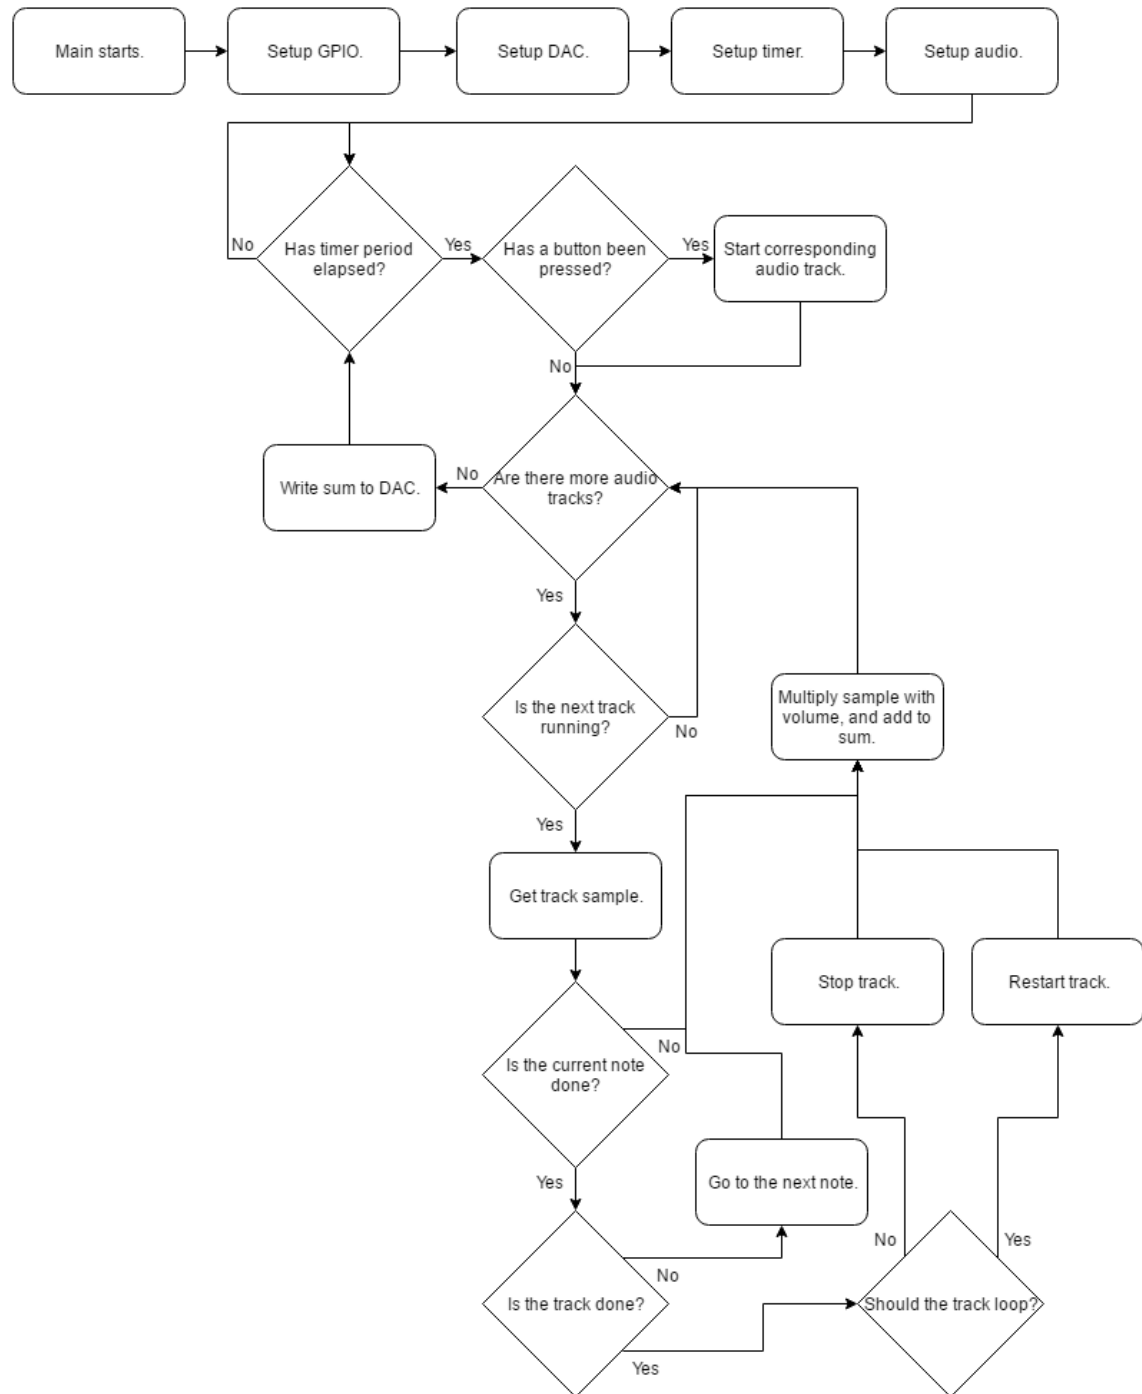 Main starts.
Setup GPIO.
Setup DAC.
Setup timer.
Setup audio.
Has timer period
elapsed?
No
Yes
Has a button been
pressed?
Yes
Start corresponding
audio track.
No
Are there more audio
tracks?
No
Write sum to DAC.
Yes
Is the next track
running?
No
Multiply sample with
volume, and add to
sum.
Yes
Get track sample.
Stop track.
Restart track.
Is the current note
done?
No
Yes
Go to the next note.
Is the track done?
No
Yes
Should the track loop?
No
Yes